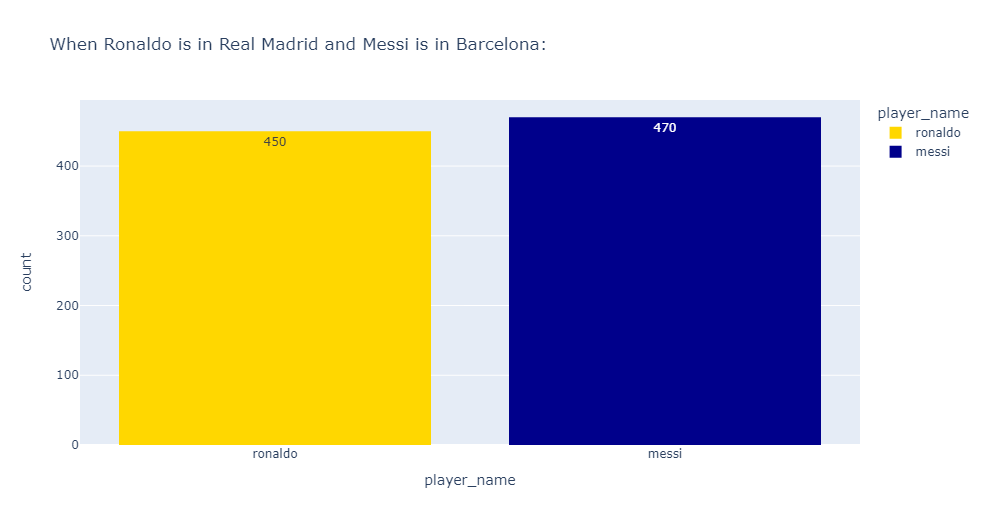 When Ronaldo is in Real Madrid and Messi is in Barcelona:
player_name
ronaldo
messi
450
470
400
300
200
100
0
count
ronaldo
messi
player_name